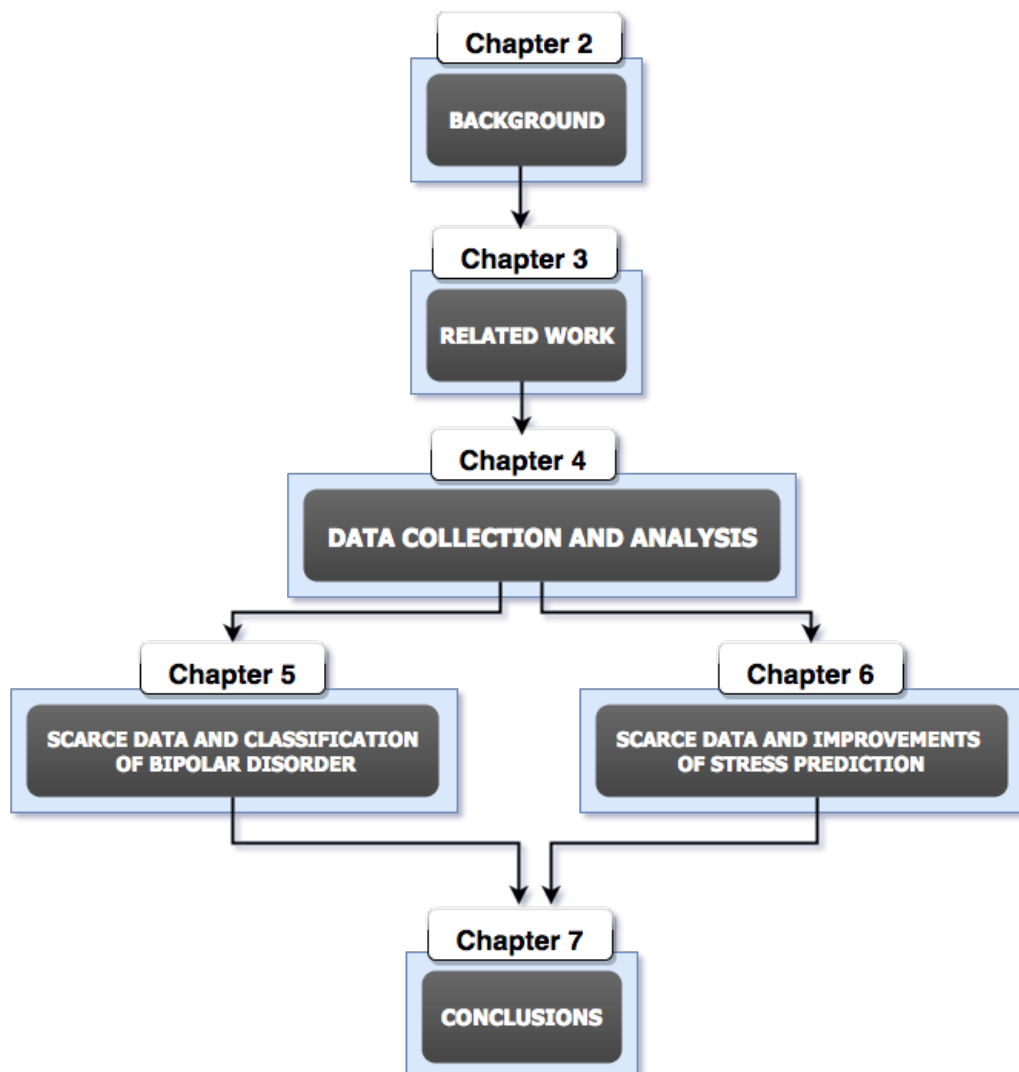 Chapter 2
BACKGROUND
Chapter 3
RELATED WORK
Chapter 4
DATA COLLECTION AND ANALYSIS
Chapter 5
SCARCE DATA AND CLASSIFICATION
OF BIPOLAR DISORDER
Chapter 6
SCARCE DATA AND IMPROVEMENTS
OF STRESS PREDICTION
Chapter 7
CONCLUSIONS